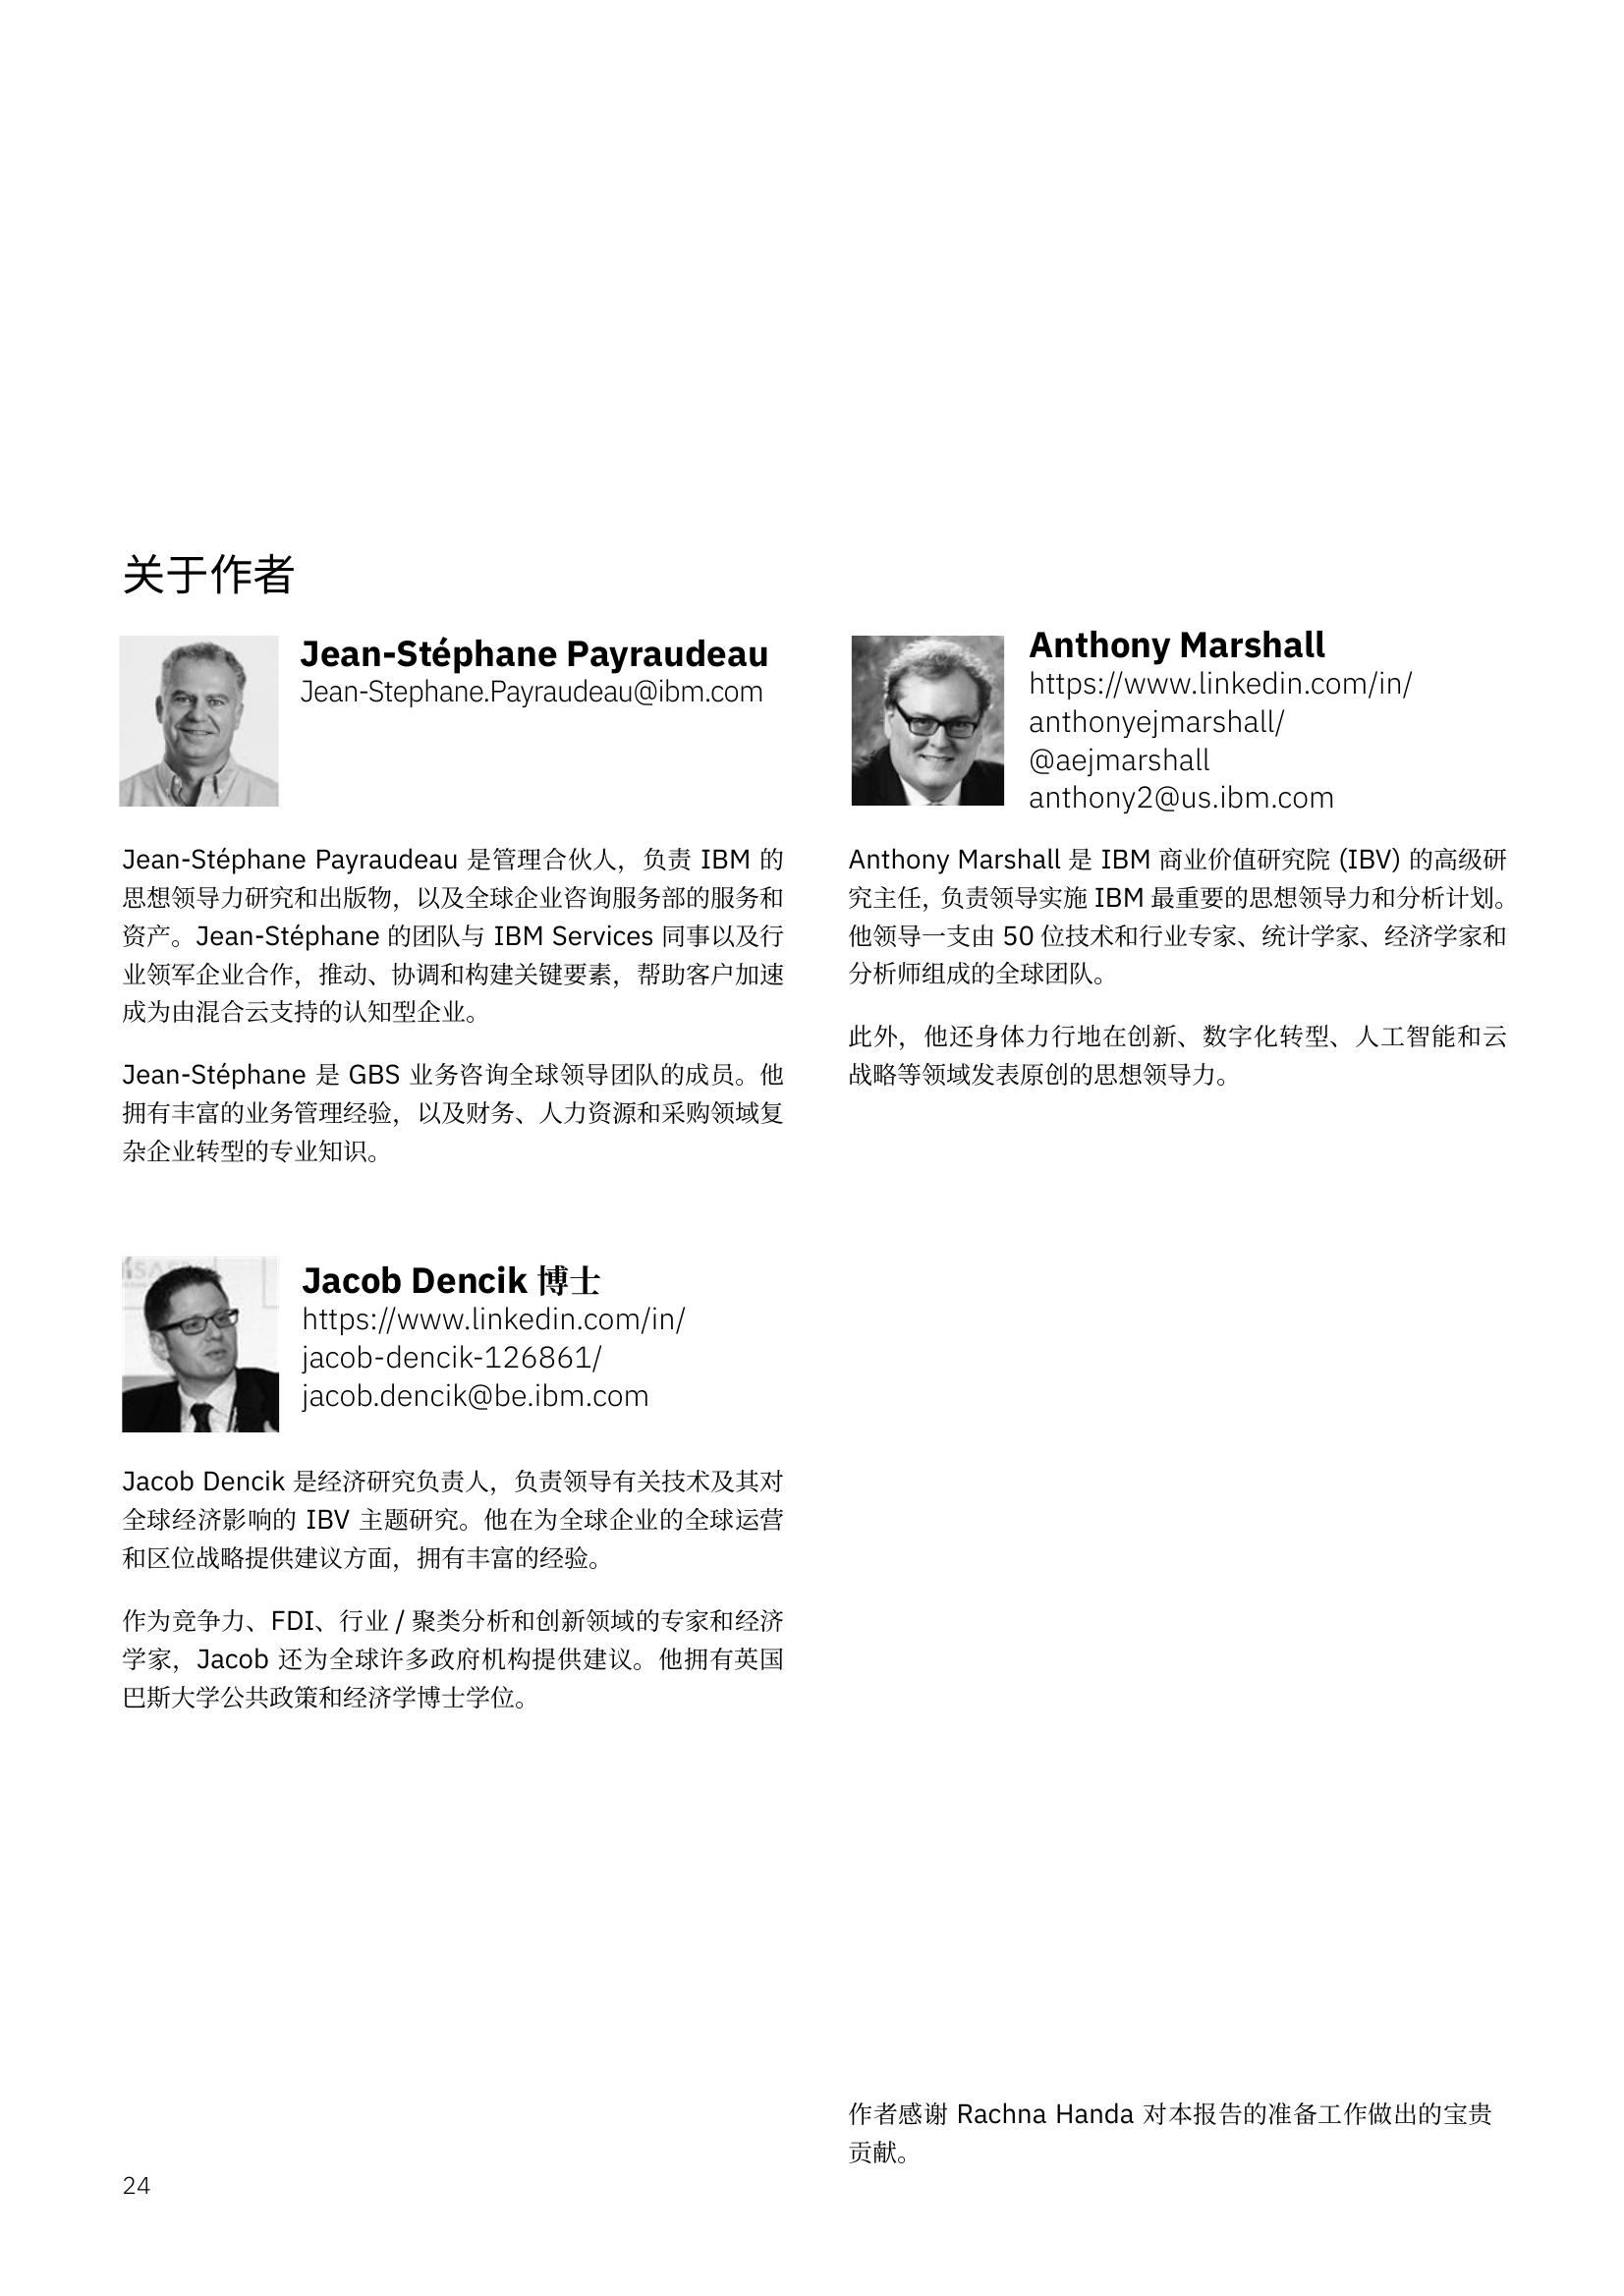 关于作者
Jean-Stéphane Payraudeau
Jean-Stephane.Payraudeau@ibm.com
Jean-Stéphane Payraudeau 是管理合伙人，负责 IBM 的
思想领导力研究和出版物，以及全球企业咨询服务部的服务和
资产。Jean-Stéphane 的团队与 IBM Services 同事以及行
业领军企业合作，推动、协调和构建关键要素，帮助客户加速
成为由混合云支持的认知型企业。
Jean-Stéphane 是 GBS 业务咨询全球领导团队的成员。他
拥有丰富的业务管理经验，以及财务、人力资源和采购领域复
杂企业转型的专业知识。
Anthony Marshall
https://www.linkedin.com/in/
anthonyejmarshall/
@aejmarshall
anthony2@us.ibm.com
Anthony Marshall 是 IBM 商业价值研究院 (IBV) 的高级研
究主任，负责领导实施 IBM 最重要的思想领导力和分析计划。
他领导一支由 50 位技术和行业专家、统计学家、经济学家和
分析师组成的全球团队。
此外，他还身体力行地在创新、数字化转型、人工智能和云
战略等领域发表原创的思想领导力。
Jacob Dencik 博士
https://www.linkedin.com/in/
jacob-dencik-126861/
jacob.dencik@be.ibm.com
Jacob Dencik 是经济研究负责人，负责领导有关技术及其对
全球经济影响的 IBV 主题研究。他在为全球企业的全球运营
和区位战略提供建议方面，拥有丰富的经验。
作为竞争力、FDI、行业 / 聚类分析和创新领域的专家和经济
学家，Jacob 还为全球许多政府机构提供建议。他拥有英国
巴斯大学公共政策和经济学博士学位。
作者感谢 Rachna Handa 对本报告的准备工作做出的宝贵
贡献。
24